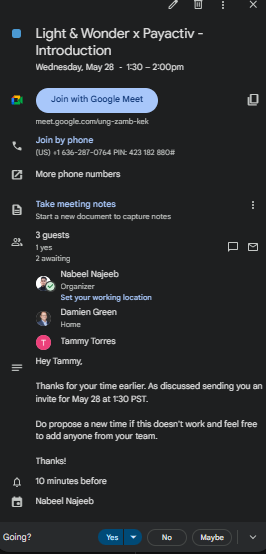 Light & Wonder x Payactiv -
Introduction
Wednesday, May 28 • 1:30 – 2:00pm
Join with Google Meet
meet.google.com/ung-zamb-kek
Join by phone
(US) +1 636-287-0764 PIN: 423 182 880#
More phone numbers
Take meeting notes
Start a new document to capture notes
3 guests
1 yes
2 awaiting
Nabeel Najeeb
Organizer
Set your working location
Damien Green
Home
T
Tammy Torres
Hey Tammy,
Thanks for your time earlier. As discussed sending you an
invite for May 28 at 1:30 PST.
Do propose a new time if this doesn't work and feel free
to add anyone from your team.
Thanks!
10 minutes before
Nabeel Najeeb
Going?
Yes
No
Maybe